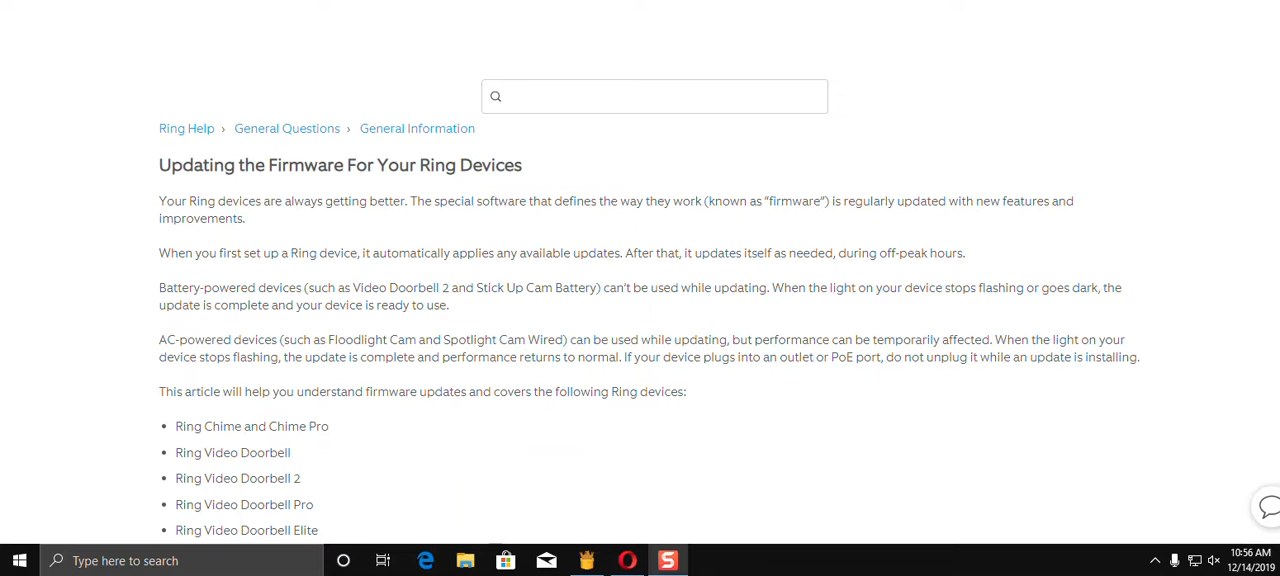 Ring Help › General Questions › General Information
Updating the Firmware For Your Ring Devices
Your Ring devices are always getting better. The special software that defines the way they work (known as “firmware”) is regularly updated with new features and
improvements.
When you first set up a Ring device, it automatically applies any available updates. After that, it updates itself as needed, during off-peak hours.
Battery-powered devices (such as Video Doorbell 2 and Stick Up Cam Battery) can’t be used while updating. When the light on your device stops flashing or goes dark, the
update is complete and your device is ready to use.
AC-powered devices (such as Floodlight Cam and Spotlight Cam Wired) can be used while updating, but performance can be temporarily affected. When the light on your
device stops flashing, the update is complete and performance returns to normal. If your device plugs into an outlet or PoE port, do not unplug it while an update is installing.
This article will help you understand firmware updates and covers the following Ring devices:
• Ring Chime and Chime Pro
• Ring Video Doorbell
• Ring Video Doorbell 2
• Ring Video Doorbell Pro
• Ring Video Doorbell Elite
Type here to search
10:56 AM
12/14/2019